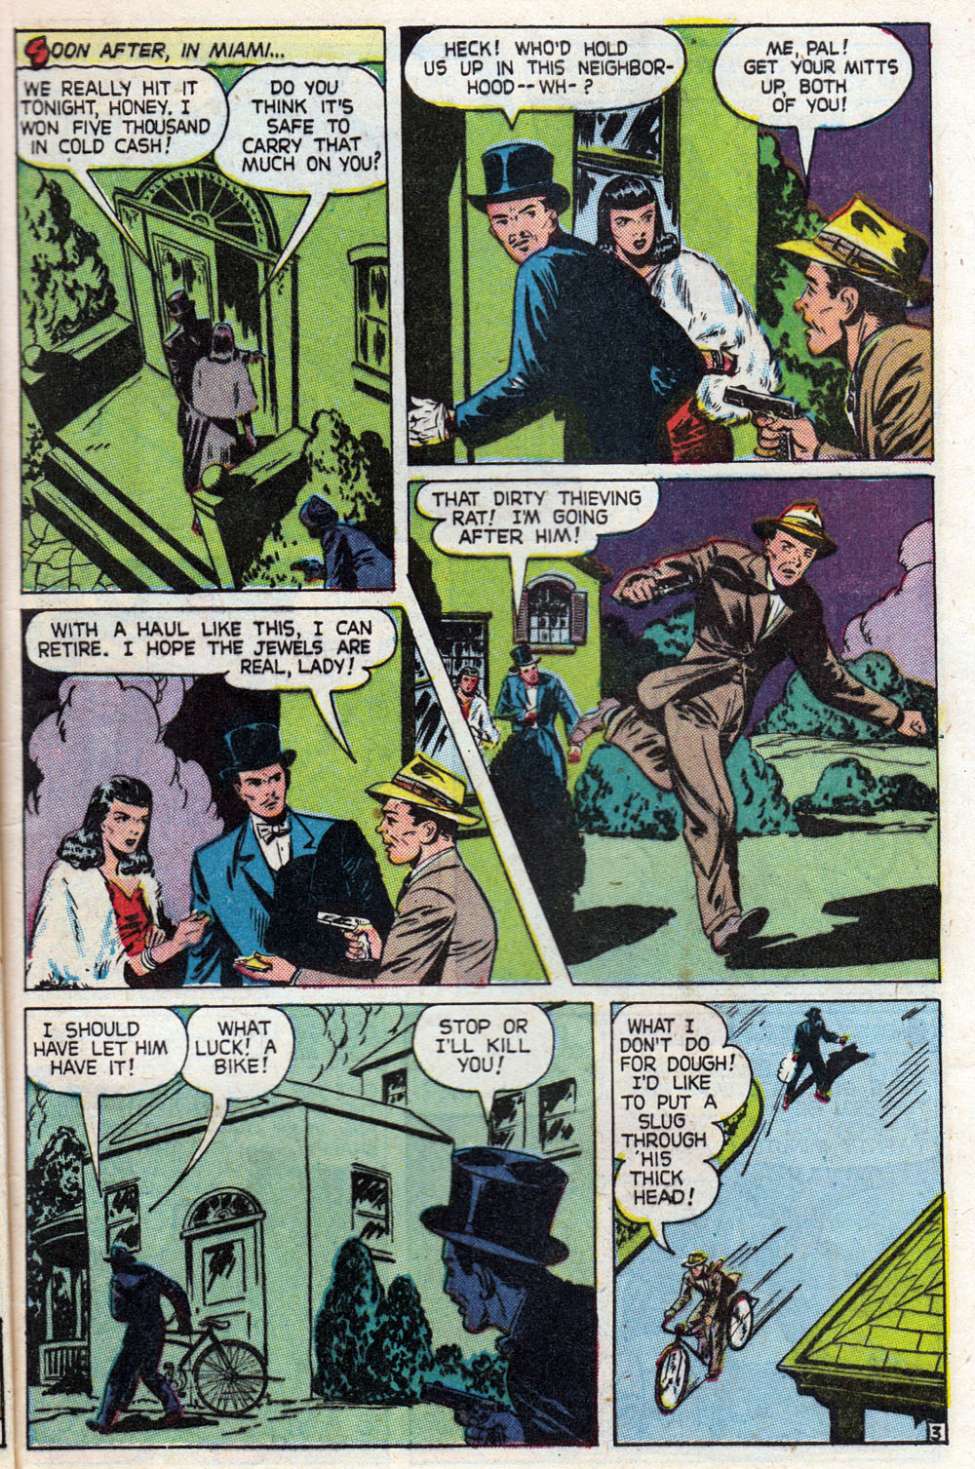 SOON AFTER, IN MIAMI...
WE REALLY HIT IT
TONIGHT, HONEY. I
WON FIVE THOUSAND
IN COLD CASH!
DO YOU
THINK IT'S
SAFE TO
CARRY THAT
MUCH ON YOU?
HECK! WHO'D HOLD
US UP IN THIS NEIGHBOR-
HOOD--WH-?
ME, PAL!
GET YOUR MITTS
UP, BOTH
OF YOU!
WITH A HAUL LIKE THIS, I CAN
RETIRE. I HOPE THE JEWELS ARE
REAL, LADY!
THAT DIRTY THIEVING
RAT! I'M GOING
AFTER HIM!
I SHOULD
HAVE LET HIM
HAVE IT!
WHAT
LUCK! A
BIKE!
STOP OR
I'LL KILL
YOU!
WHAT I
DON'T DO
FOR DOUGH!
I'D LIKE
TO PUT A
SLUG
THROUGH
'HIS
THICK
HEAD!
3